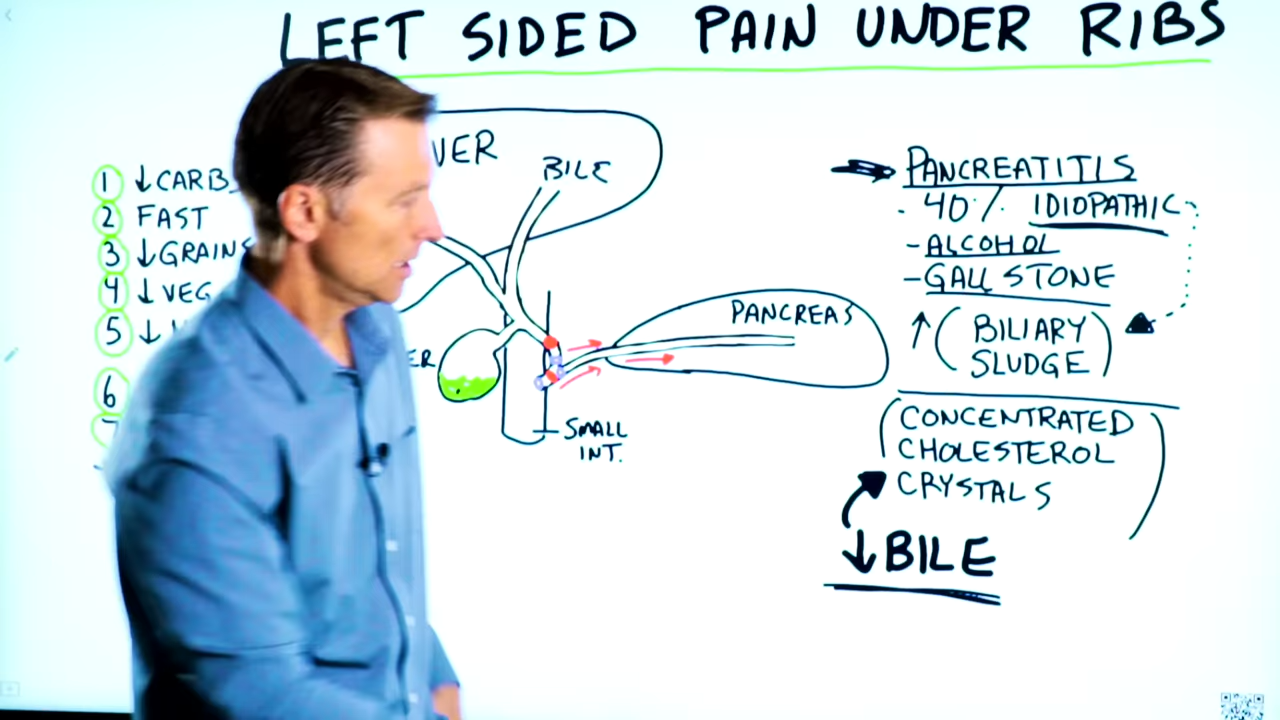 LEFT SIDED PAIN UNDER RIBS
1 ↓CARB
2 FAST
3 ↓GRAINS
4 ↓VEG
5 ↓
6
7
VER
BILE
ER
PANCREAS
SMALL
INT.
PANCREATITIS
. 40% IDIOPATHIC
-ALCOHOL
-GALL STONE
↑(BILIARY
SLUDGE)
(CONCENTRATED
CHOLESTEROL
CRYSTALS)
↓BILE